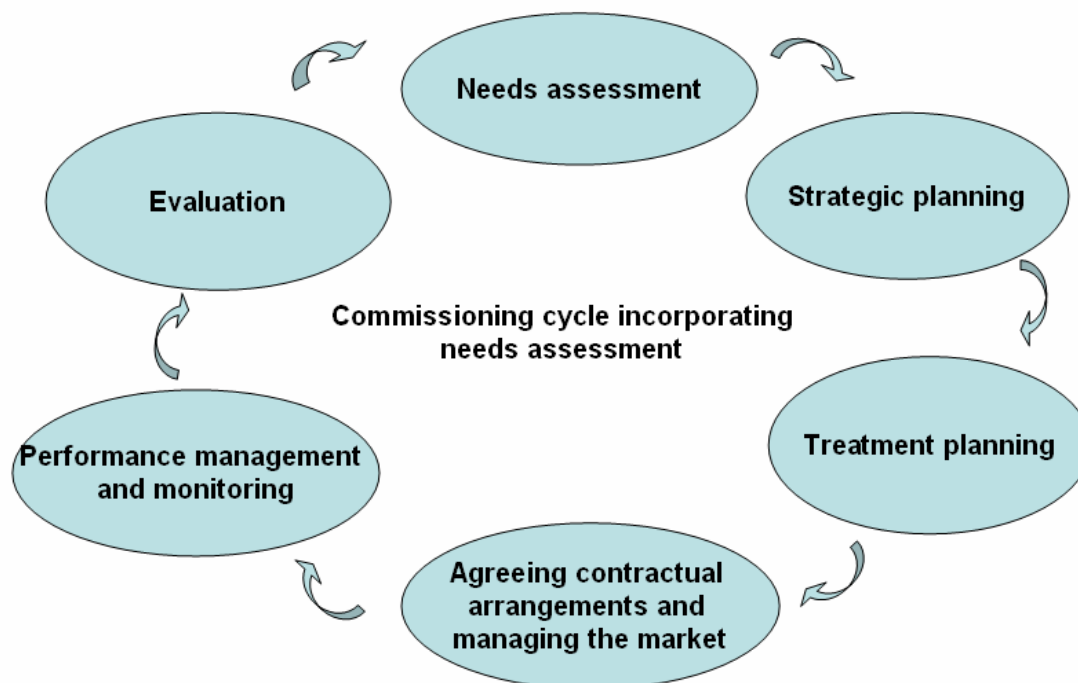 Needs assessment
Strategic planning
Treatment planning
Agreeing contractual
arrangements and
managing the market
Performance management
and monitoring
Evaluation
Commissioning cycle incorporating
needs assessment